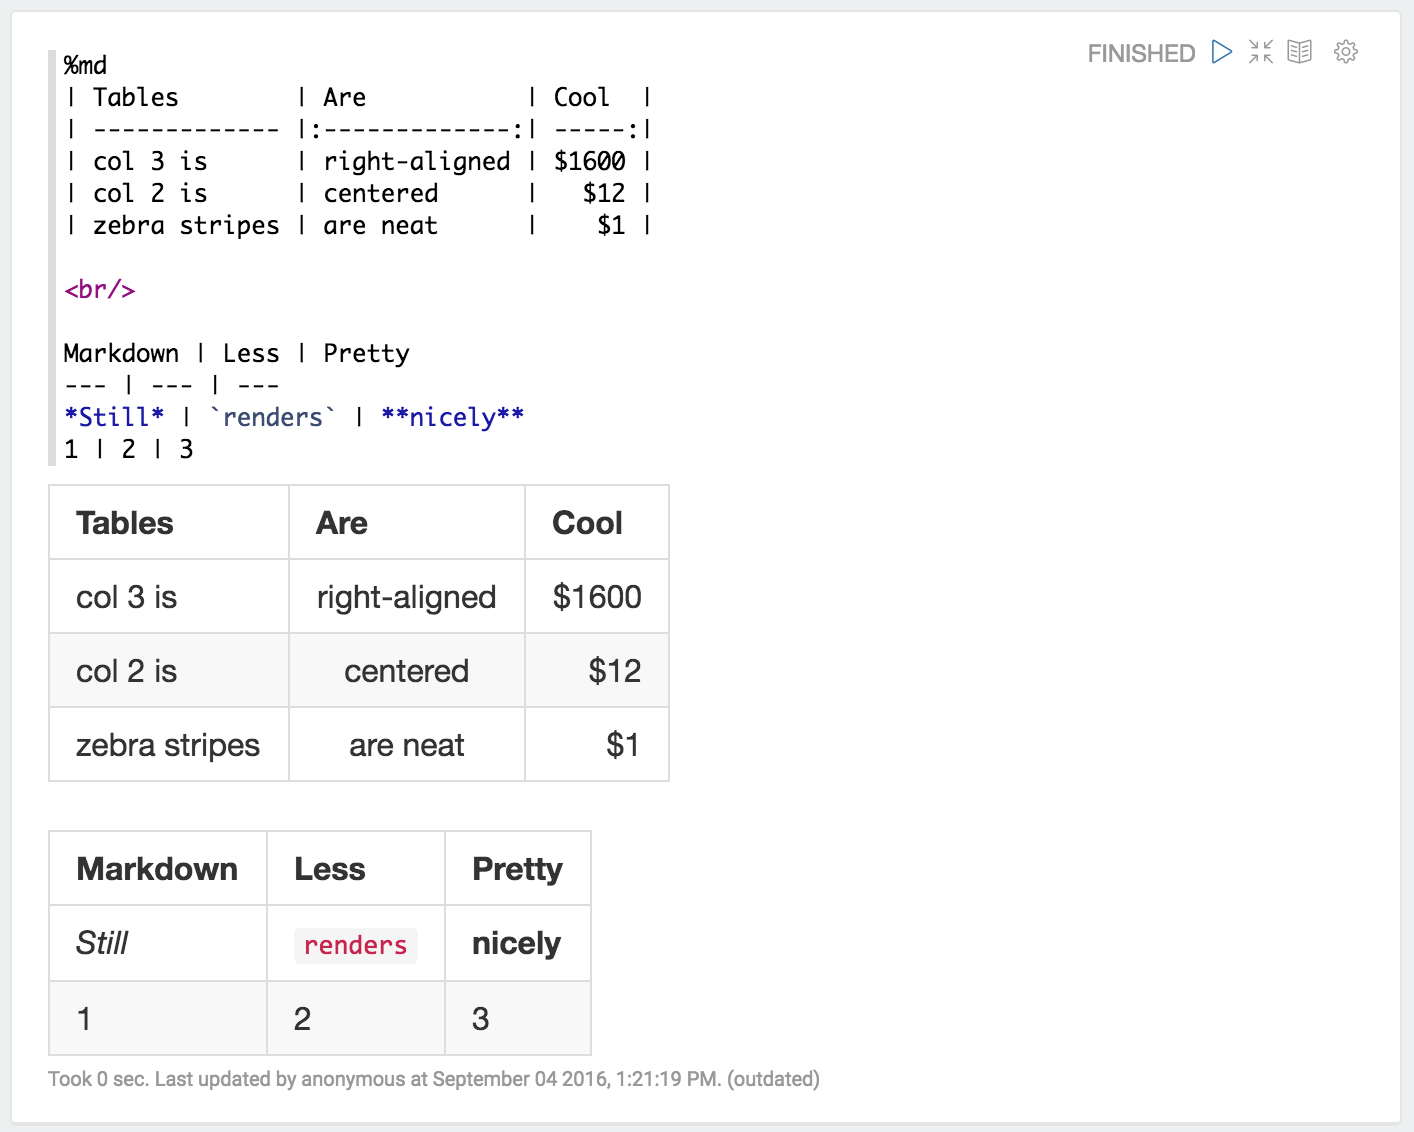 FINISHED
%md
| Tables        | Are           | Cool  |
| ------------- |:-------------:| -----:|
| col 3 is      | right-aligned | $1600 |
| col 2 is      | centered      |   $12 |
| zebra stripes | are neat      |    $1 |
<br/>
Markdown | Less | Pretty
--- | --- | ---
*Still* | `renders` | **nicely**
1 | 2 | 3
Tables Are Cool
col 3 is right-aligned $1600
col 2 is centered $12
zebra stripes are neat $1
Markdown Less Pretty
Still renders nicely
1 2 3
Took 0 sec. Last updated by anonymous at September 04 2016, 1:21:19 PM. (outdated)